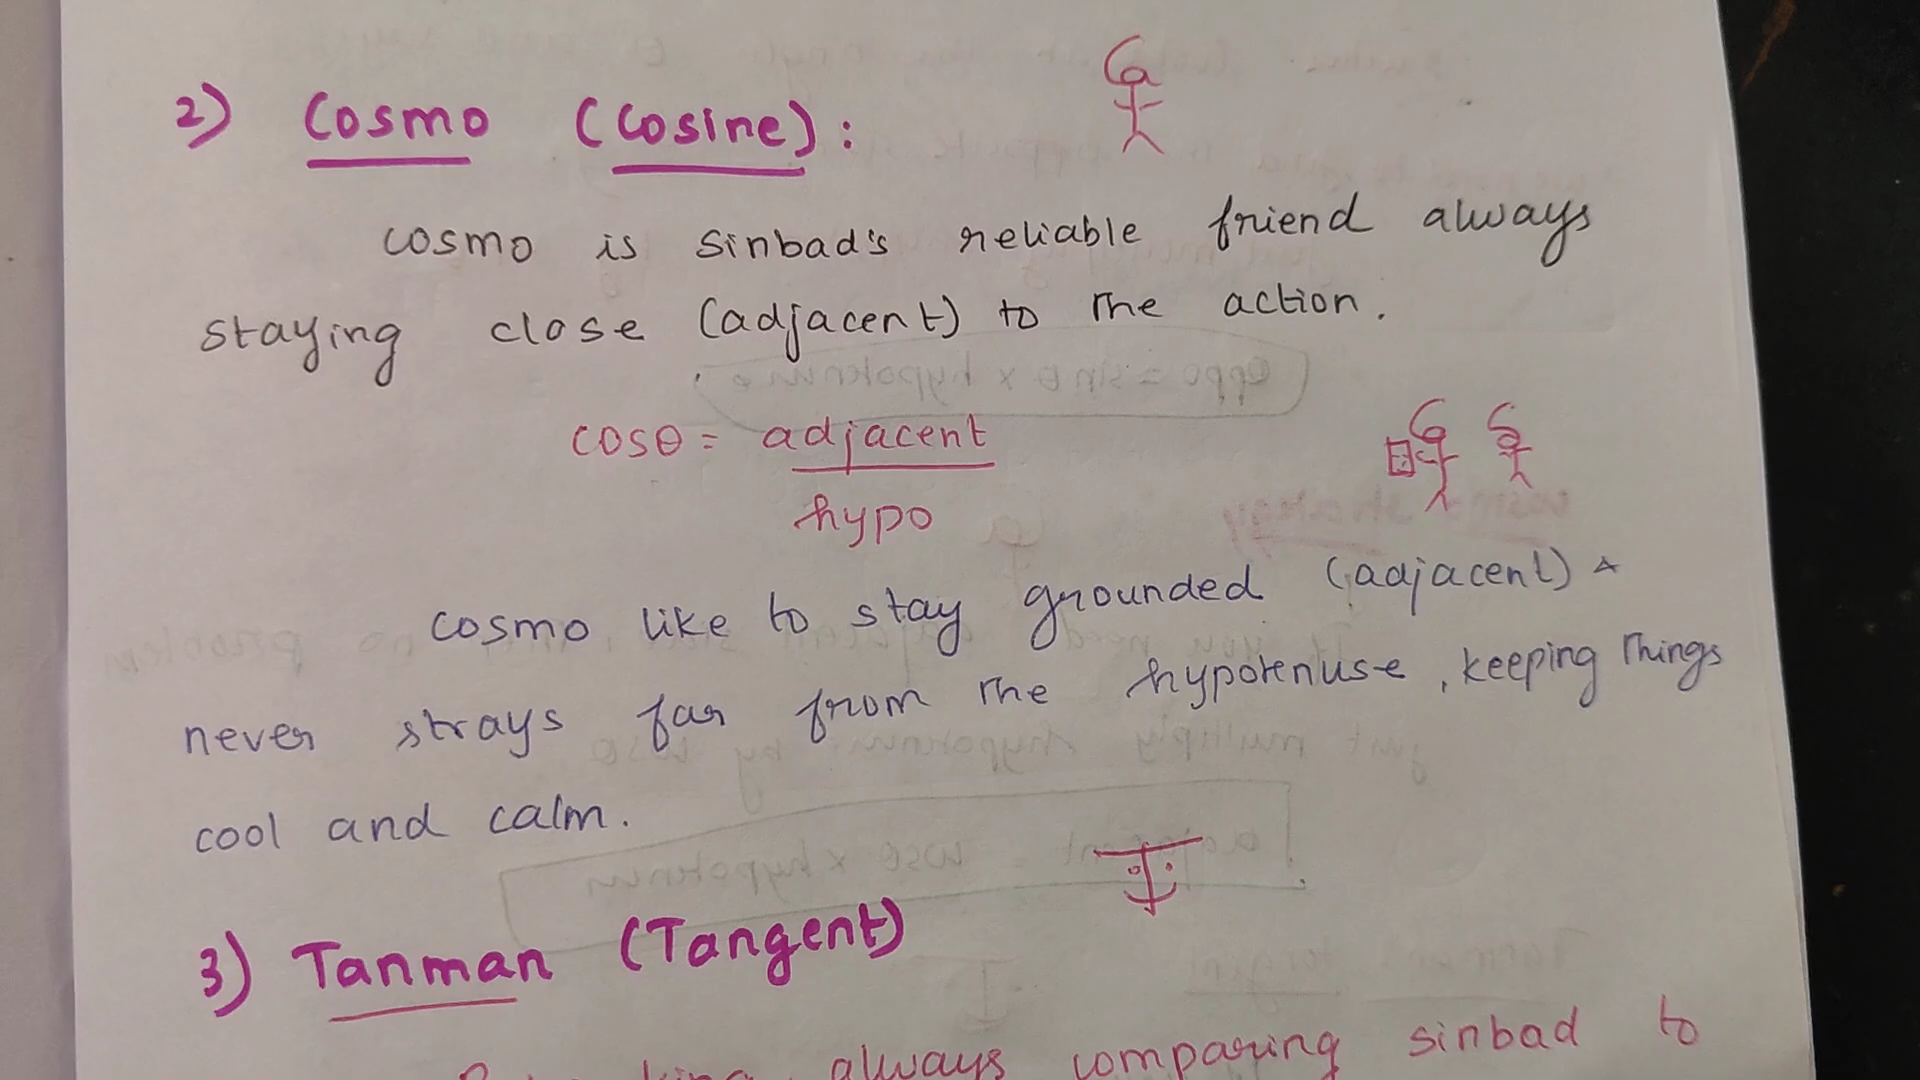 2) Cosmo (Cosine):
Cosmo is Sinbad's reliable friend always
staying close (adjacent) to the action.
cosθ = adjacent
hypo
Cosmo like to stay grounded (adjacent) &
never strays far from the hypotenuse, keeping things
cool and calm.
3) Tanman (Tangent)
always comparing sinbad to